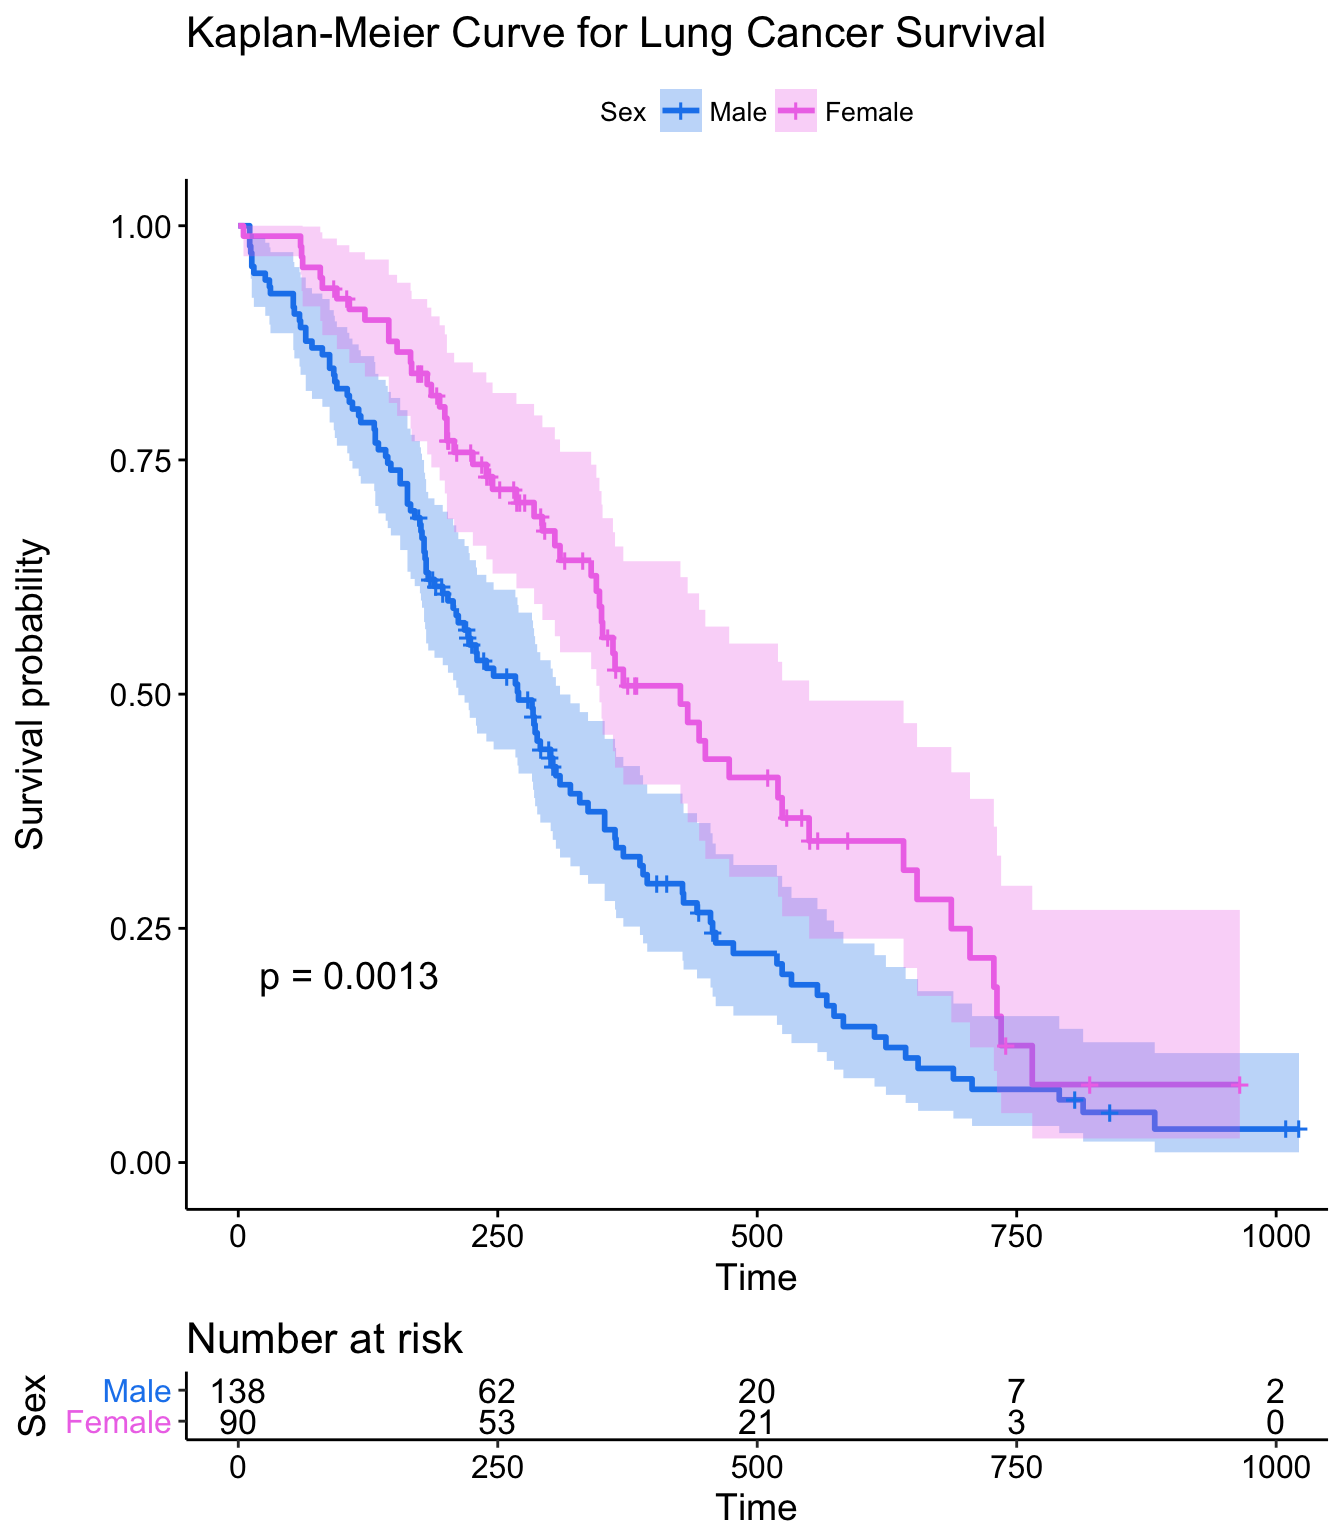 Kaplan-Meier Curve for Lung Cancer Survival
Sex Male Female
Survival probability
1.00
0.75
0.50
0.25
0.00
p = 0.0013
0 250 500 750 1000
Time
Number at risk
Sex
Male 138 62 20 7 2
Female 90 53 21 3 0
0 250 500 750 1000
Time